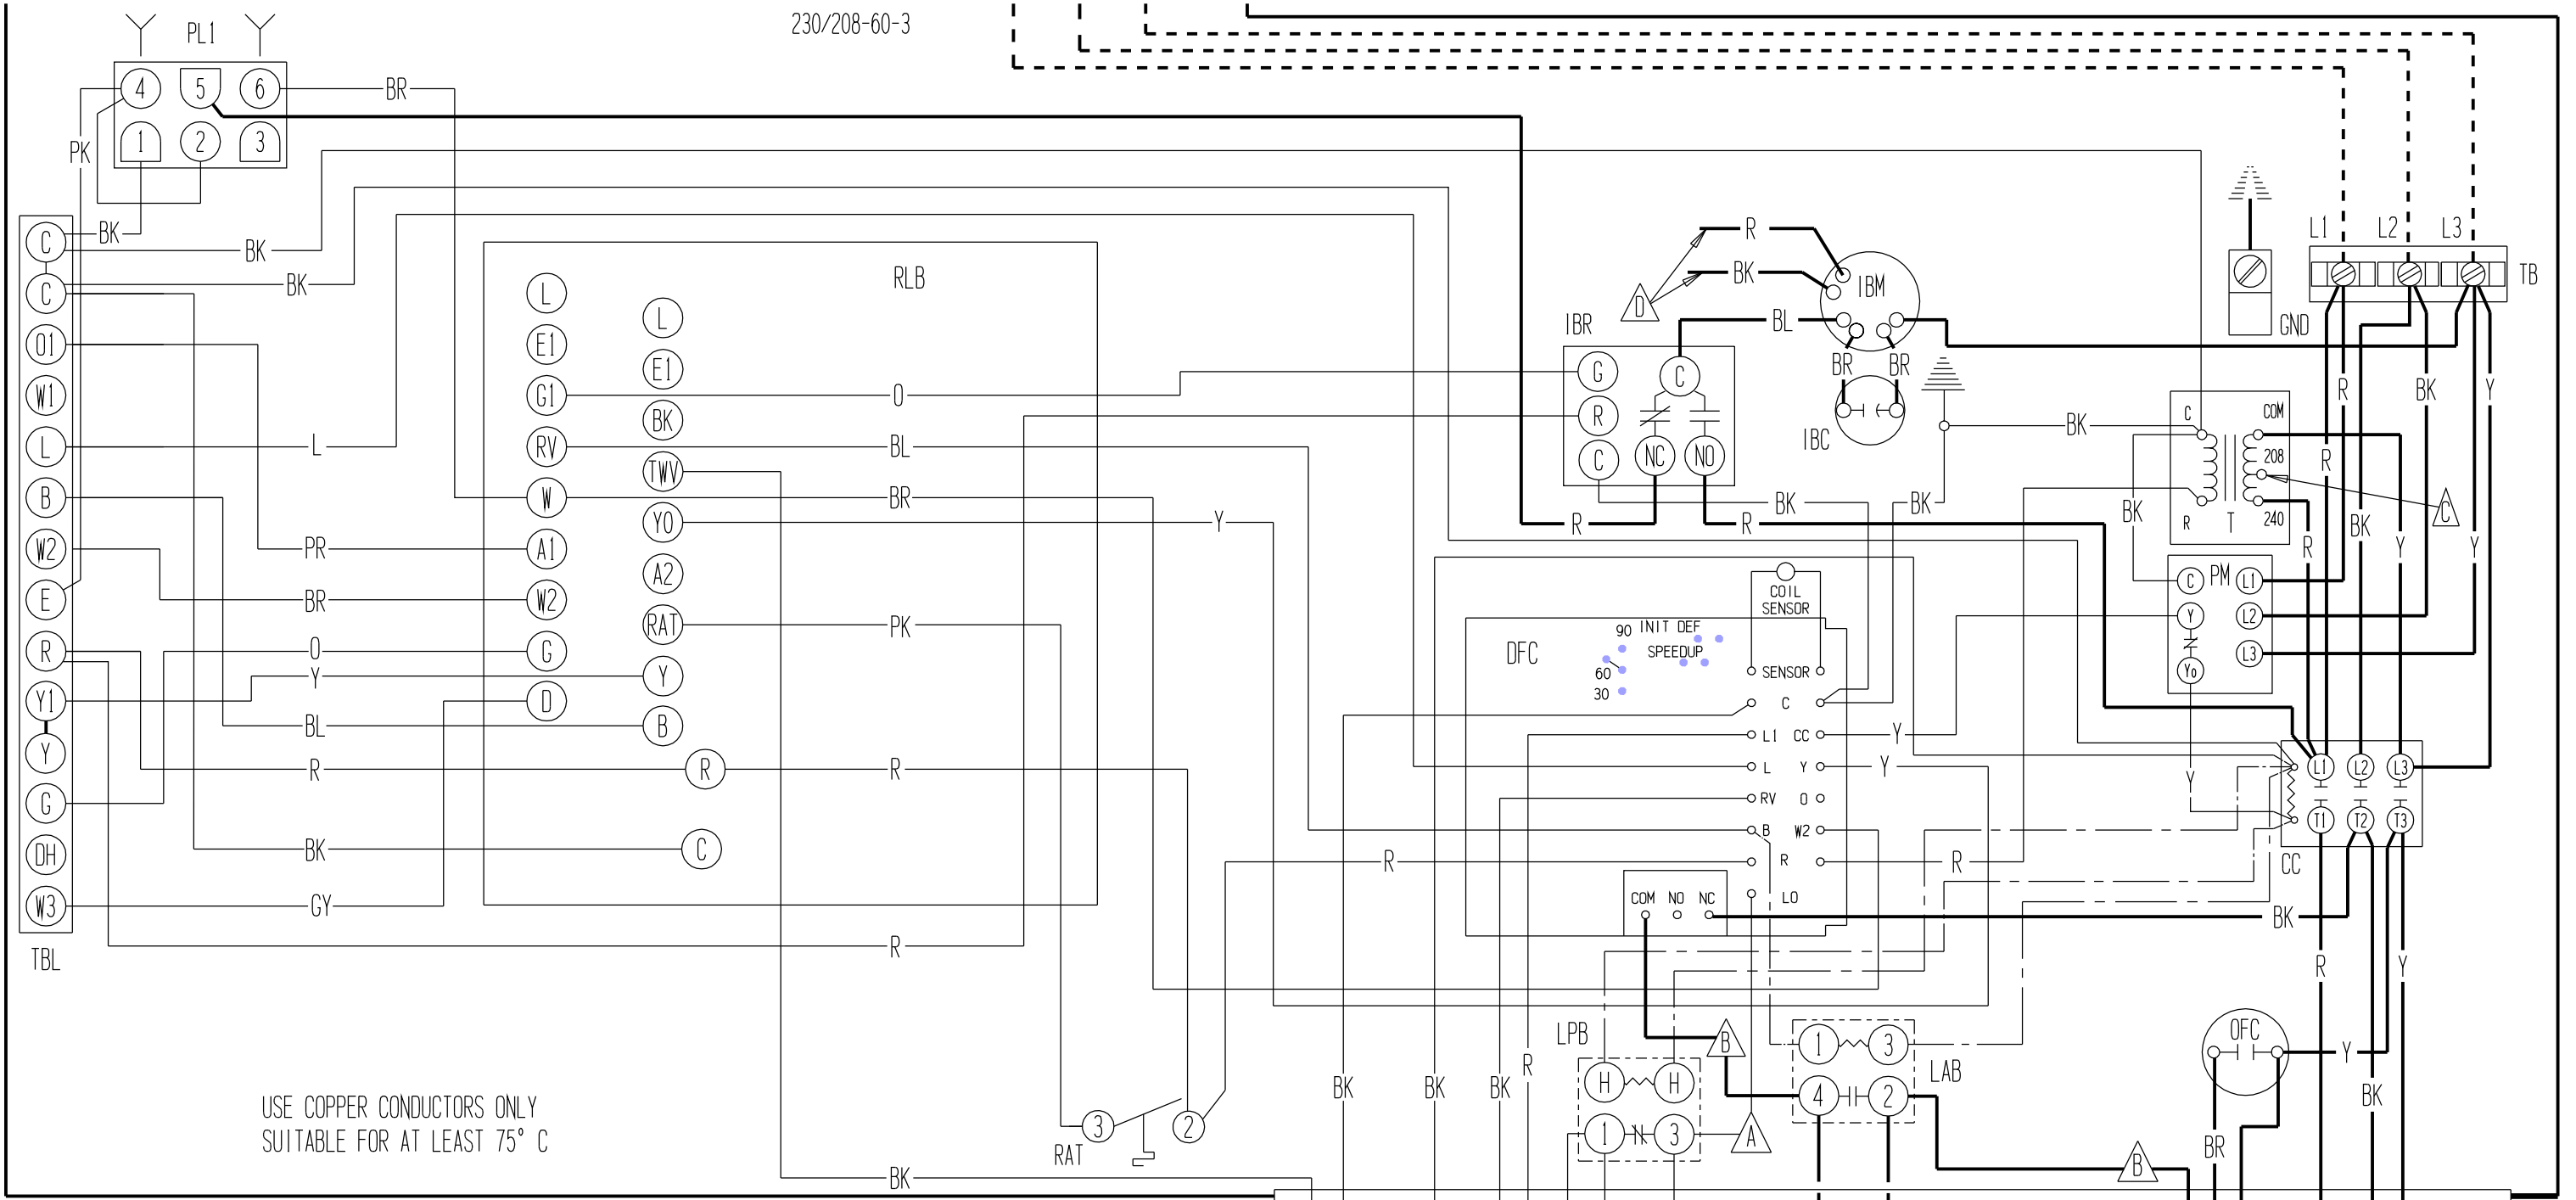 230/208-60-3
PL1
4 5 6
BR
1 2 3
PK
BK
BK
BK
C
C
O1
W1
L
B
W2
E
R
Y1
Y
G
DH
W3
TBL
L
PR
BR
O
Y
BL
R
BK
GY
RLB
L
E1
G1
RV
W
A1
W2
G
D
L
E1
BK
TWV
YO
A2
RAT
Y
B
R
C
O
BL
BR
Y
PK
R
R
BK
3
2
RAT
R
USE COPPER CONDUCTORS ONLY
SUITABLE FOR AT LEAST 75° C
D
R
BK
IBM
BL
BR
BR
IBC
IBR
G
R
C
C
NC
NO
R
R
BK
BK
BK
GND
L1 L2 L3
TB
R
BK
Y
C
COM
208
240
R
T
C
BK
R
R
BK
Y
Y
PM
C
Y
Yo
L1
L2
L3
Y
COIL
SENSOR
DFC
90
60
30
INIT DEF
SPEEDUP
SENSOR
C
L1 CC
L Y
RV O
B W2
R
LO
COM NO NC
Y
Y
R
BK
L1 L2 L3
T1 T2 T3
CC
R
Y
BK
BK
BK
BK
R
LPB
H H
1 3
A
B
1 3
4 2
LAB
B
OFC
Y
BR